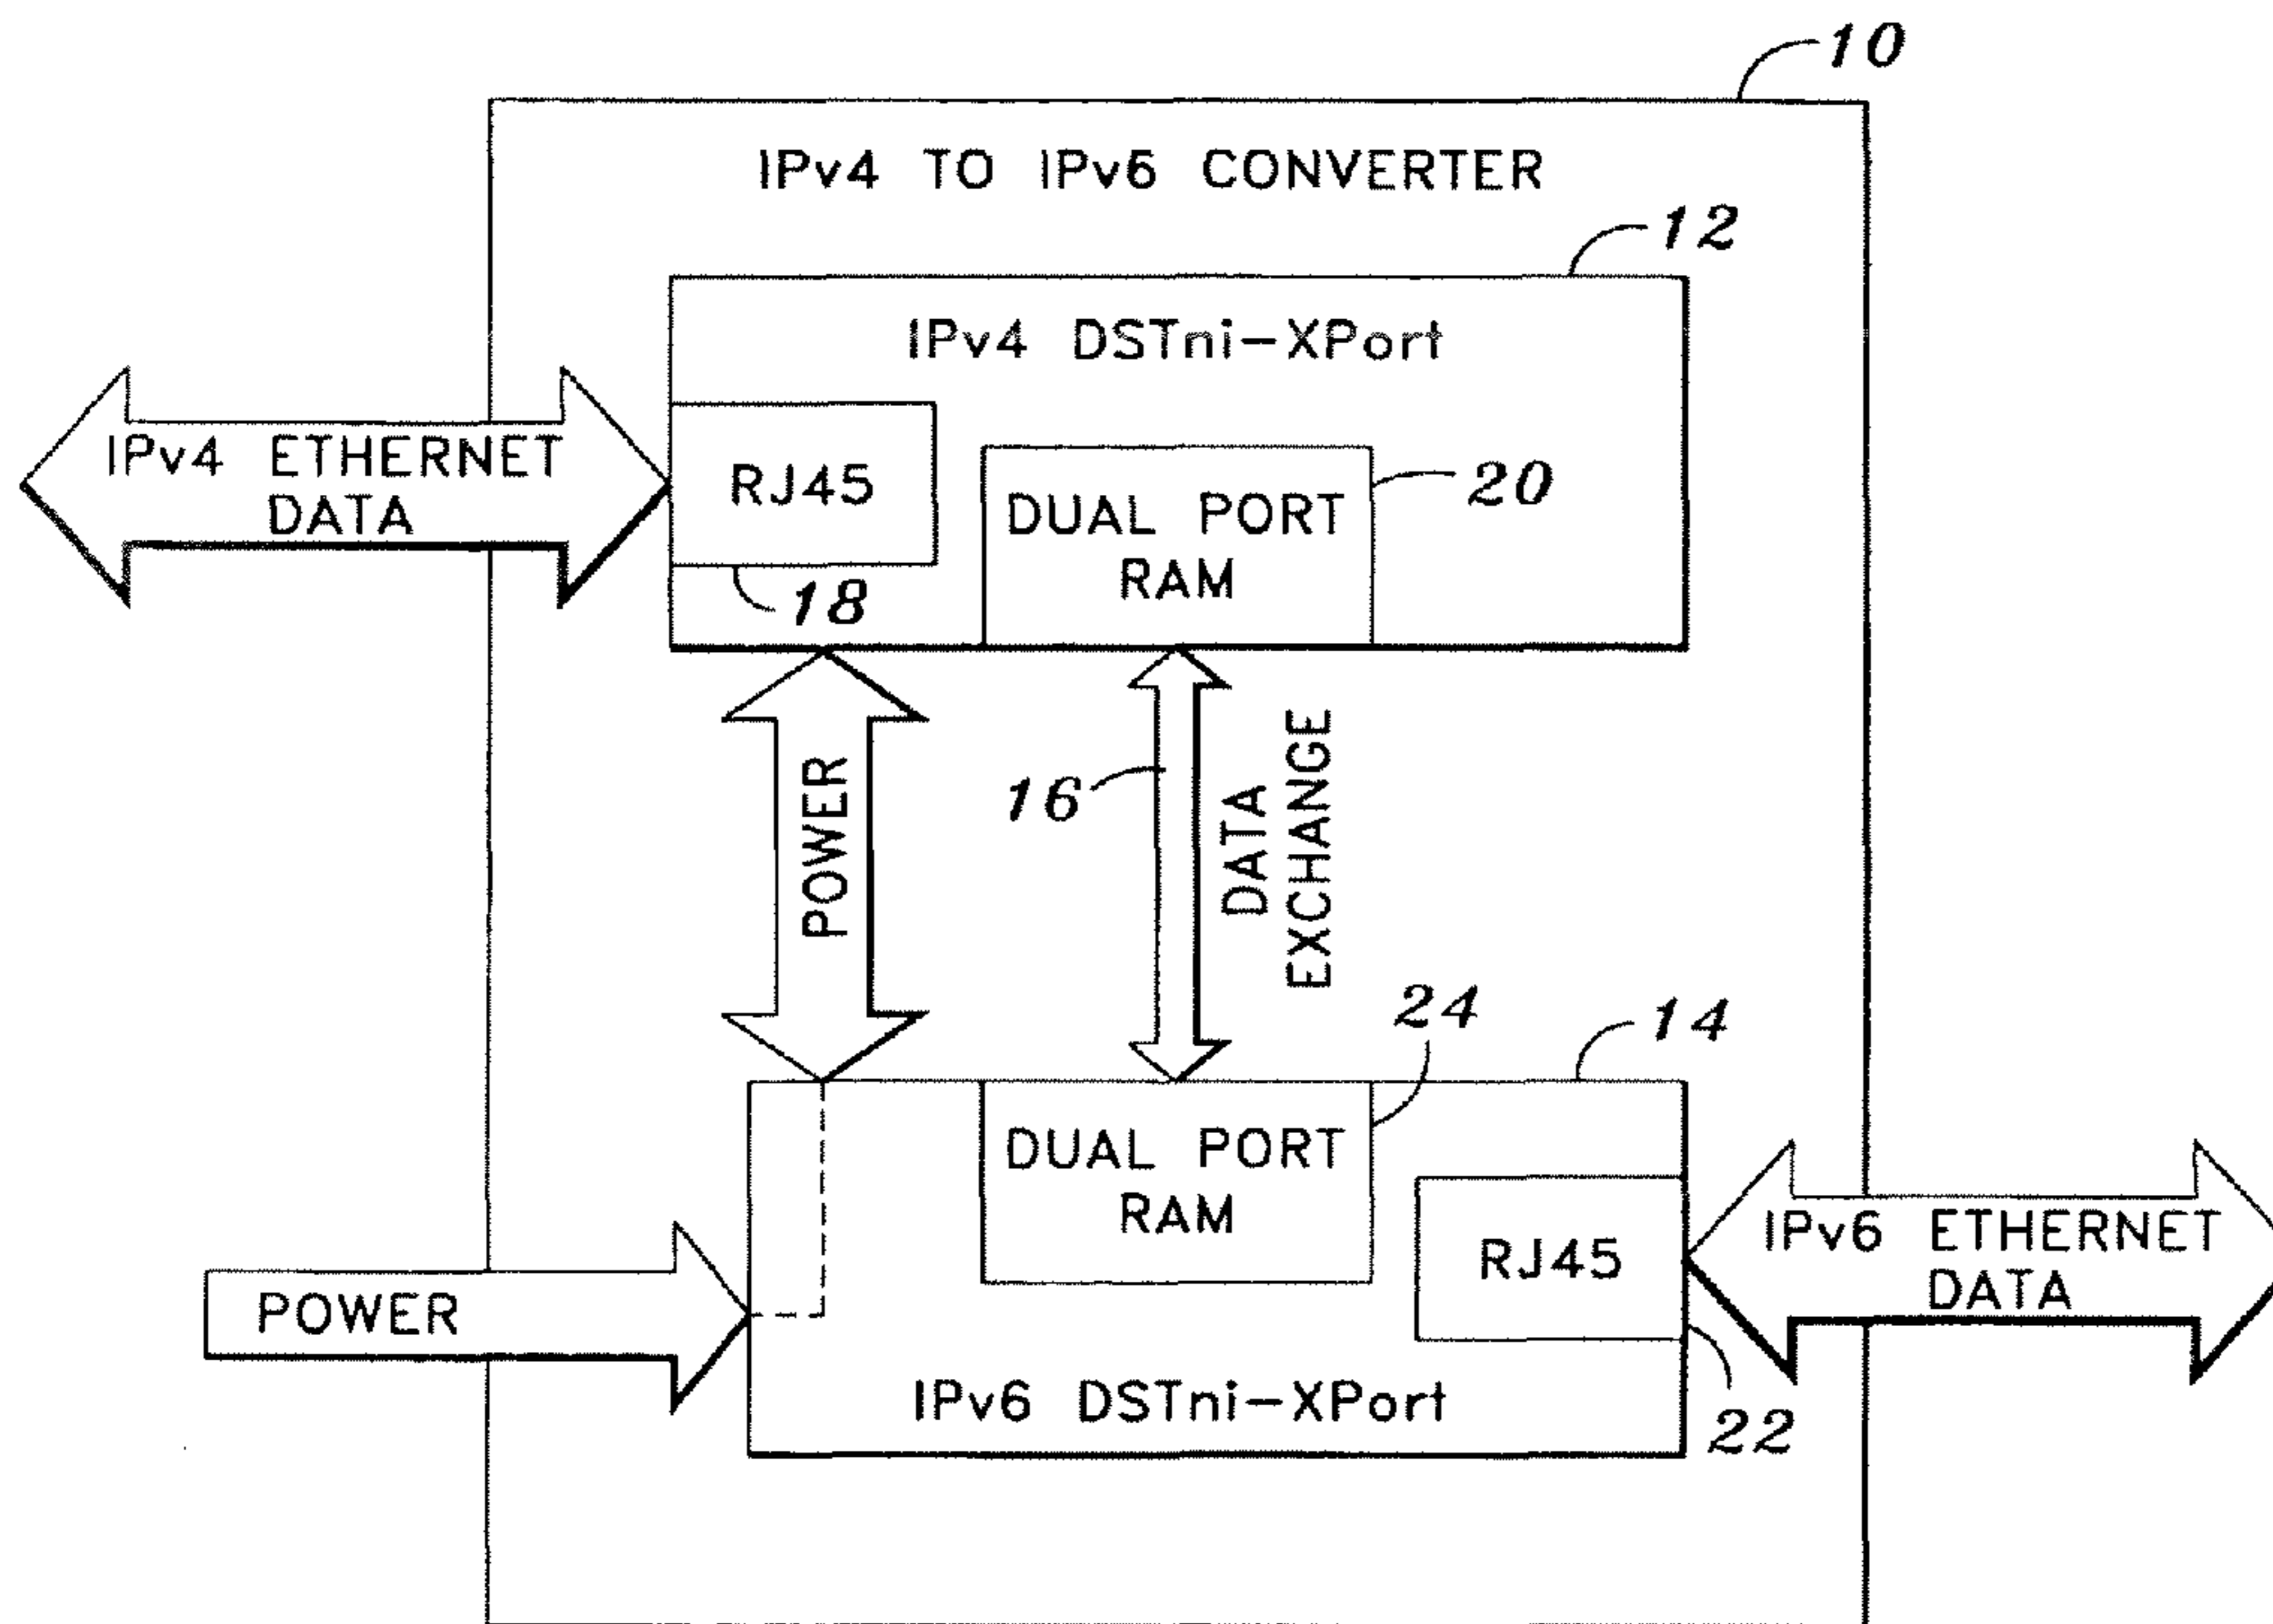 10
IPv4 TO IPv6 CONVERTER
12
IPv4 DSTni-XPort
IPv4 ETHERNET
DATA
RJ45
18
DUAL PORT
RAM
20
POWER
16
DATA
EXCHANGE
24
14
DUAL PORT
RAM
RJ45
IPv6 ETHERNET
DATA
POWER
IPv6 DSTni-XPort
22